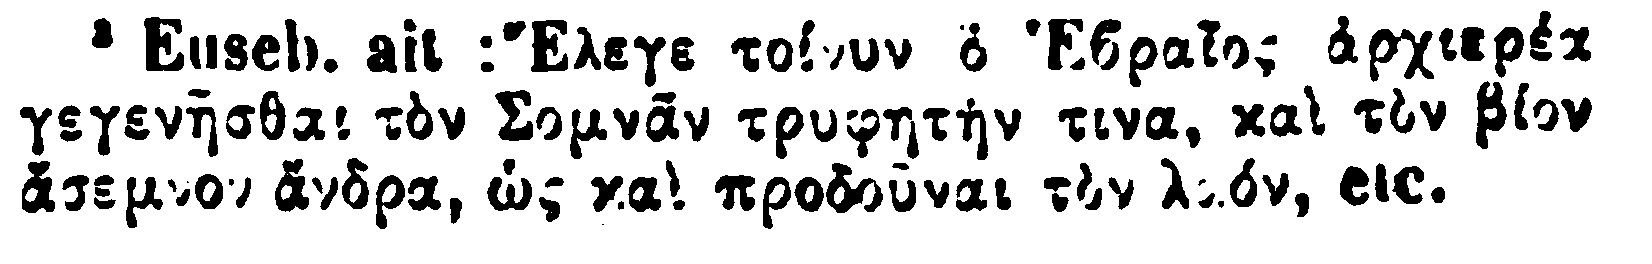 ² Euseb. ait : Ἔλεγε τοίνυν ὁ Ἑβραῖος ἀρχιερέα
γεγενῆσθαι τὸν Σομνᾶν τρυφητήν τινα, καὶ τὸν βίον
ἄσεμνον ἄνδρα, ὡς καὶ προδοῦναι τὸν λαόν, etc.